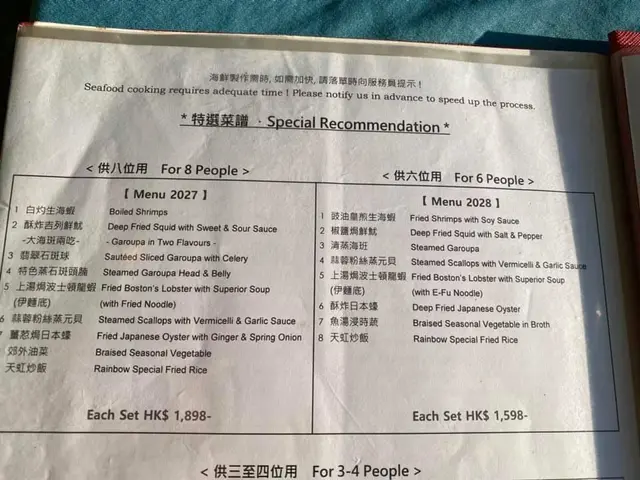 海鮮製作需時, 如需加快, 請落單時向服務員提示!
Seafood cooking requires adequate time ! Please notify us in advance to speed up the process.
* 特選菜譜 · Special Recommendation *
< 供八位用 For 8 People >
【 Menu 2027 】
1 白灼生海蝦 Boiled Shrimps
2 酥炸吉列鮮魷 Deep Fried Squid with Sweet & Sour Sauce
-大海斑兩吃- - Garoupa in Two Flavours -
3 翡翠石斑球 Sautéed Sliced Garoupa with Celery
4 特色蒸石斑頭腩 Steamed Garoupa Head & Belly
5 上湯焗波士頓龍蝦 Fried Boston's Lobster with Superior Soup
(伊麵底) (with Fried Noodle)
6 蒜蓉粉絲蒸元貝 Steamed Scallops with Vermicelli & Garlic Sauce
7 薑蔥焗日本蠔 Fried Japanese Oyster with Ginger & Spring Onion
郊外油菜 Braised Seasonal Vegetable
天虹炒飯 Rainbow Special Fried Rice
Each Set HK$ 1,898-
< 供六位用 For 6 People >
【 Menu 2028 】
1 豉油皇煎生海蝦 Fried Shrimps with Soy Sauce
2 椒鹽焗鮮魷 Deep Fried Squid with Salt & Pepper
3 清蒸海班 Steamed Garoupa
4 蒜蓉粉絲蒸元貝 Steamed Scallops with Vermicelli & Garlic Sauce
5 上湯焗波士頓龍蝦 Fried Boston's Lobster with Superior Soup
(伊麵底) (with E-Fu Noodle)
6 酥炸日本蠔 Deep Fried Japanese Oyster
7 魚湯浸時蔬 Braised Seasonal Vegetable in Broth
8 天虹炒飯 Rainbow Special Fried Rice
Each Set HK$ 1,598-
< 供三至四位用 For 3-4 People >